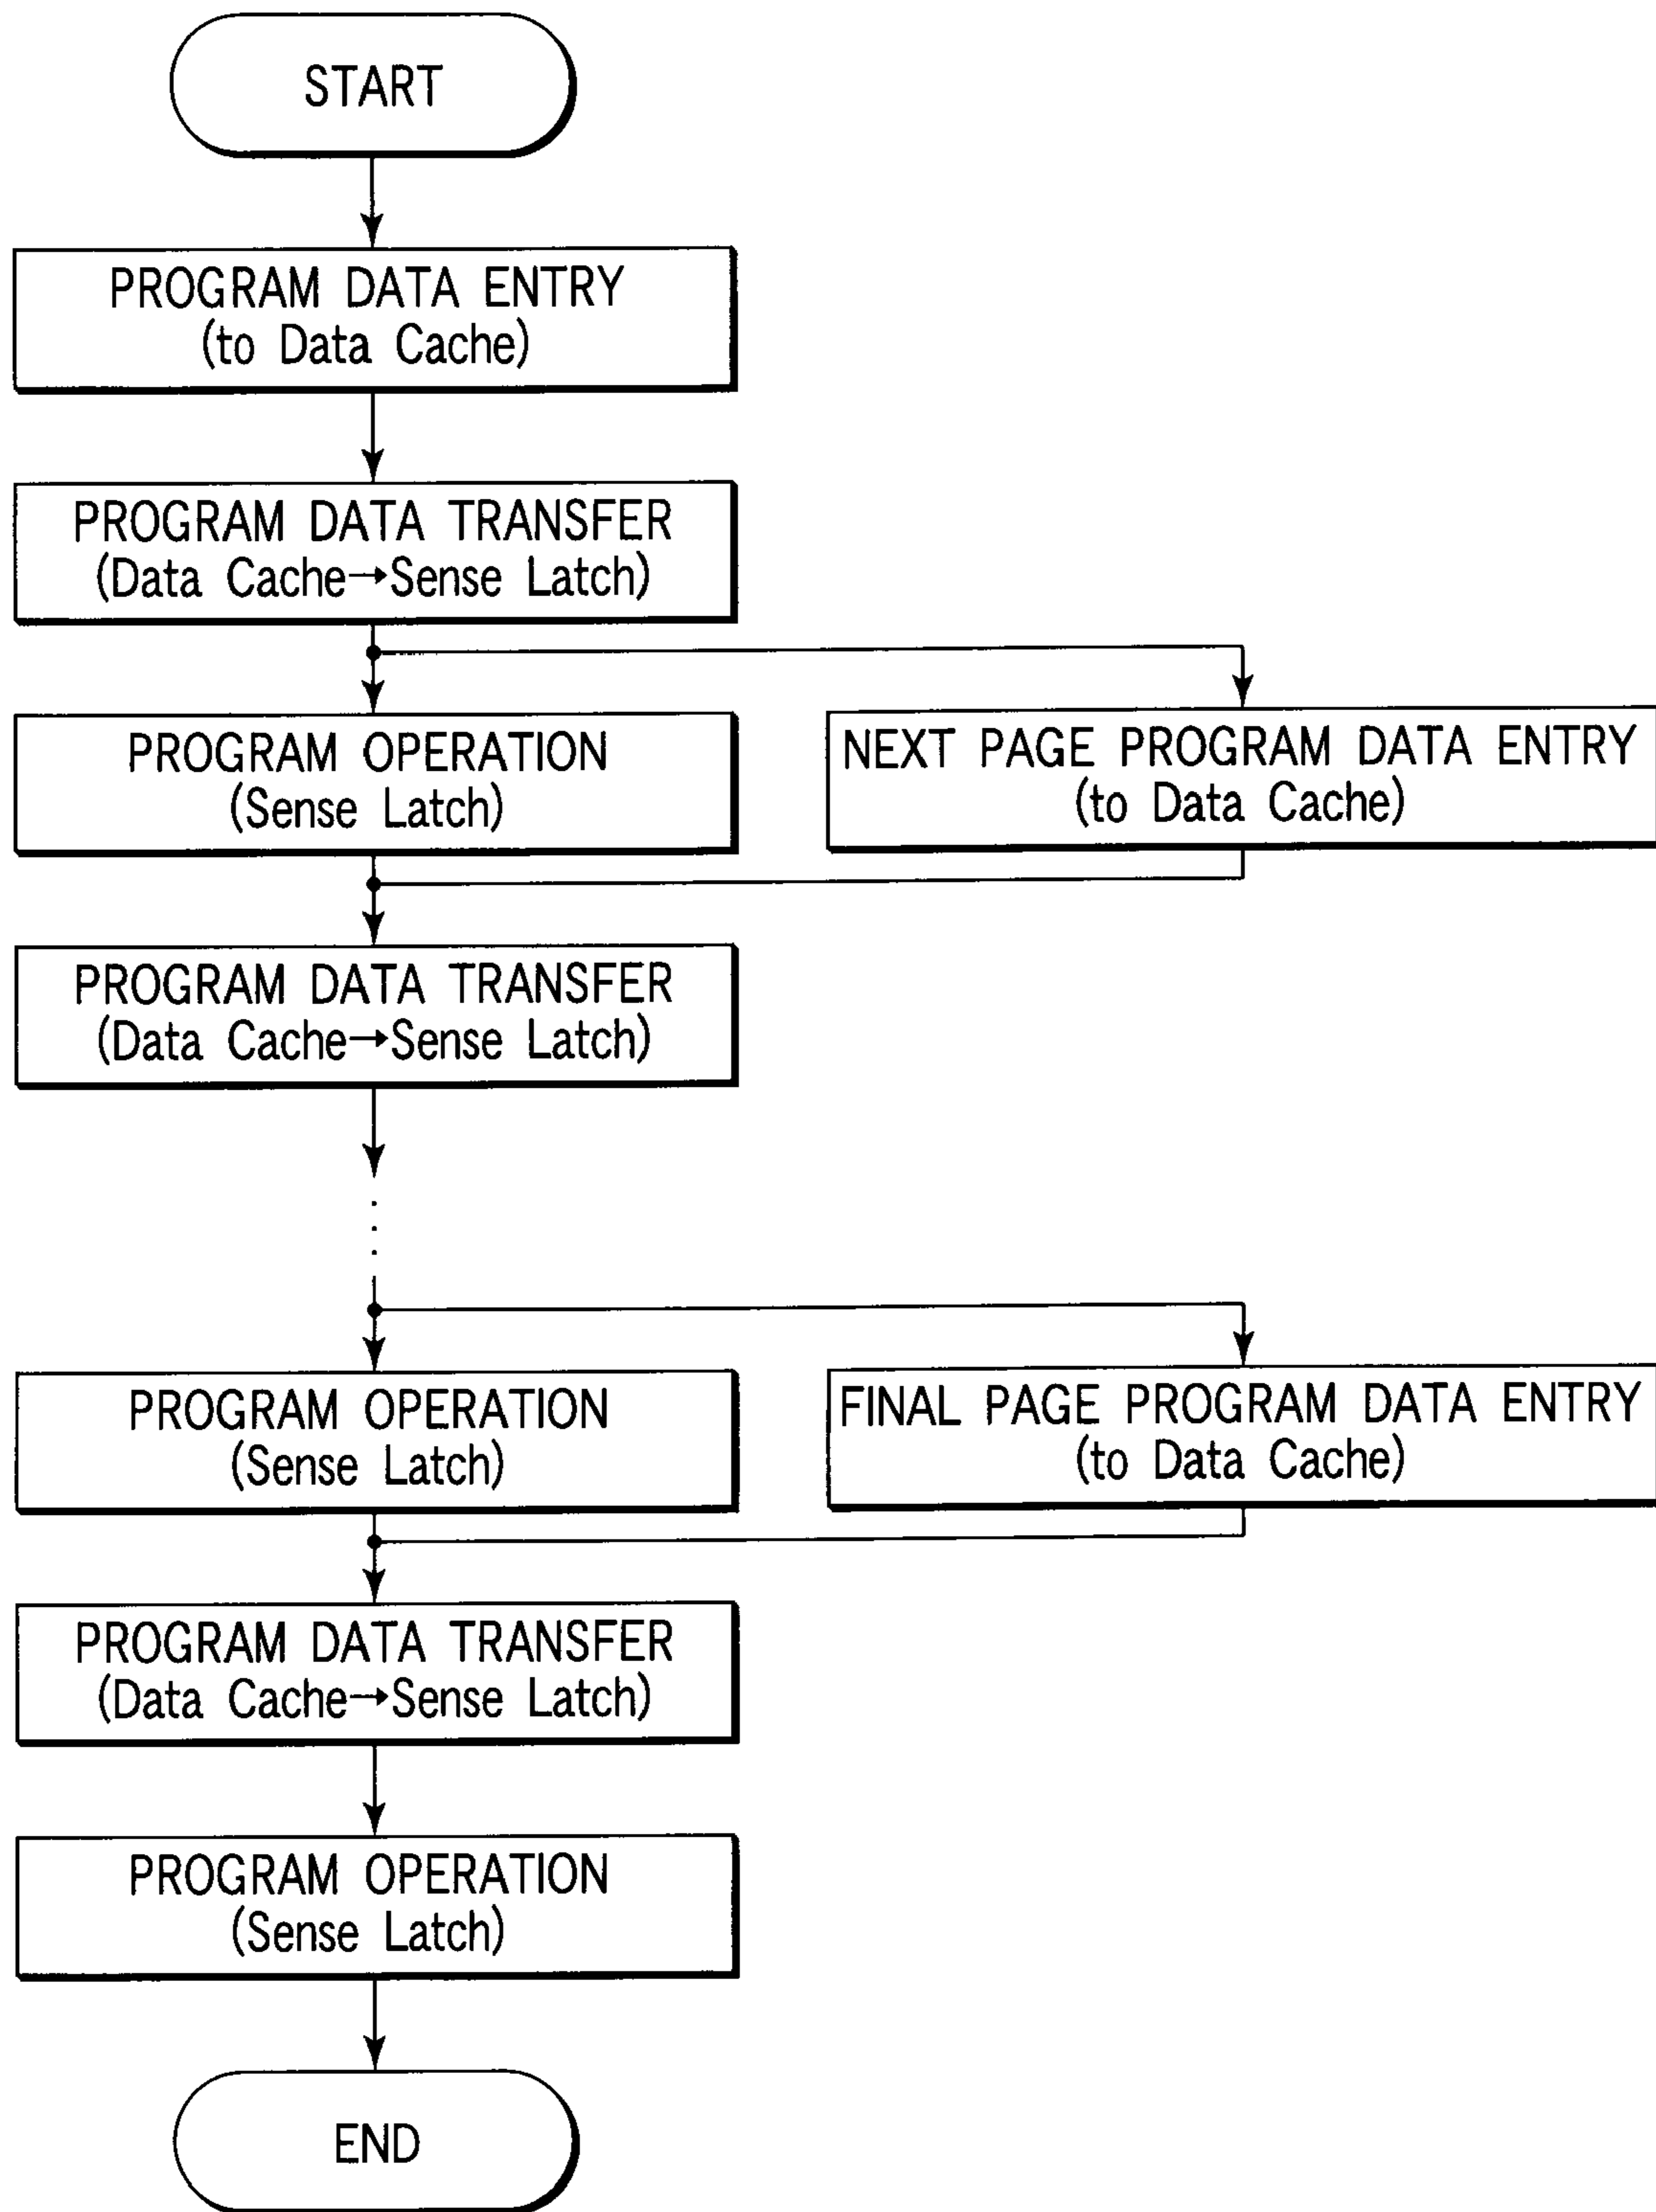 START
PROGRAM DATA ENTRY
(to Data Cache)
PROGRAM DATA TRANSFER
(Data Cache→Sense Latch)
PROGRAM OPERATION
(Sense Latch)
NEXT PAGE PROGRAM DATA ENTRY
(to Data Cache)
PROGRAM DATA TRANSFER
(Data Cache→Sense Latch)
PROGRAM OPERATION
(Sense Latch)
FINAL PAGE PROGRAM DATA ENTRY
(to Data Cache)
PROGRAM DATA TRANSFER
(Data Cache→Sense Latch)
PROGRAM OPERATION
(Sense Latch)
END